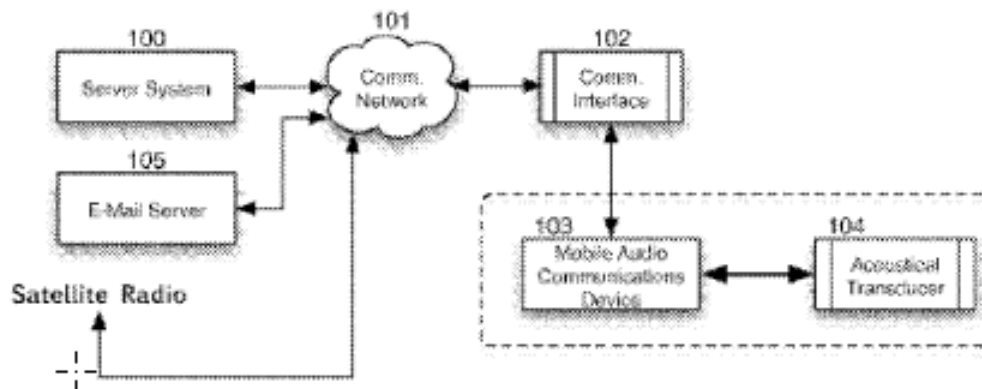 101
100
102
Server System
Comm.
Network
Comm.
Interface
105
E-Mail Server
103
104
Mobile Audio
Communications
Device
Acoustical
Transducer
Satellite Radio